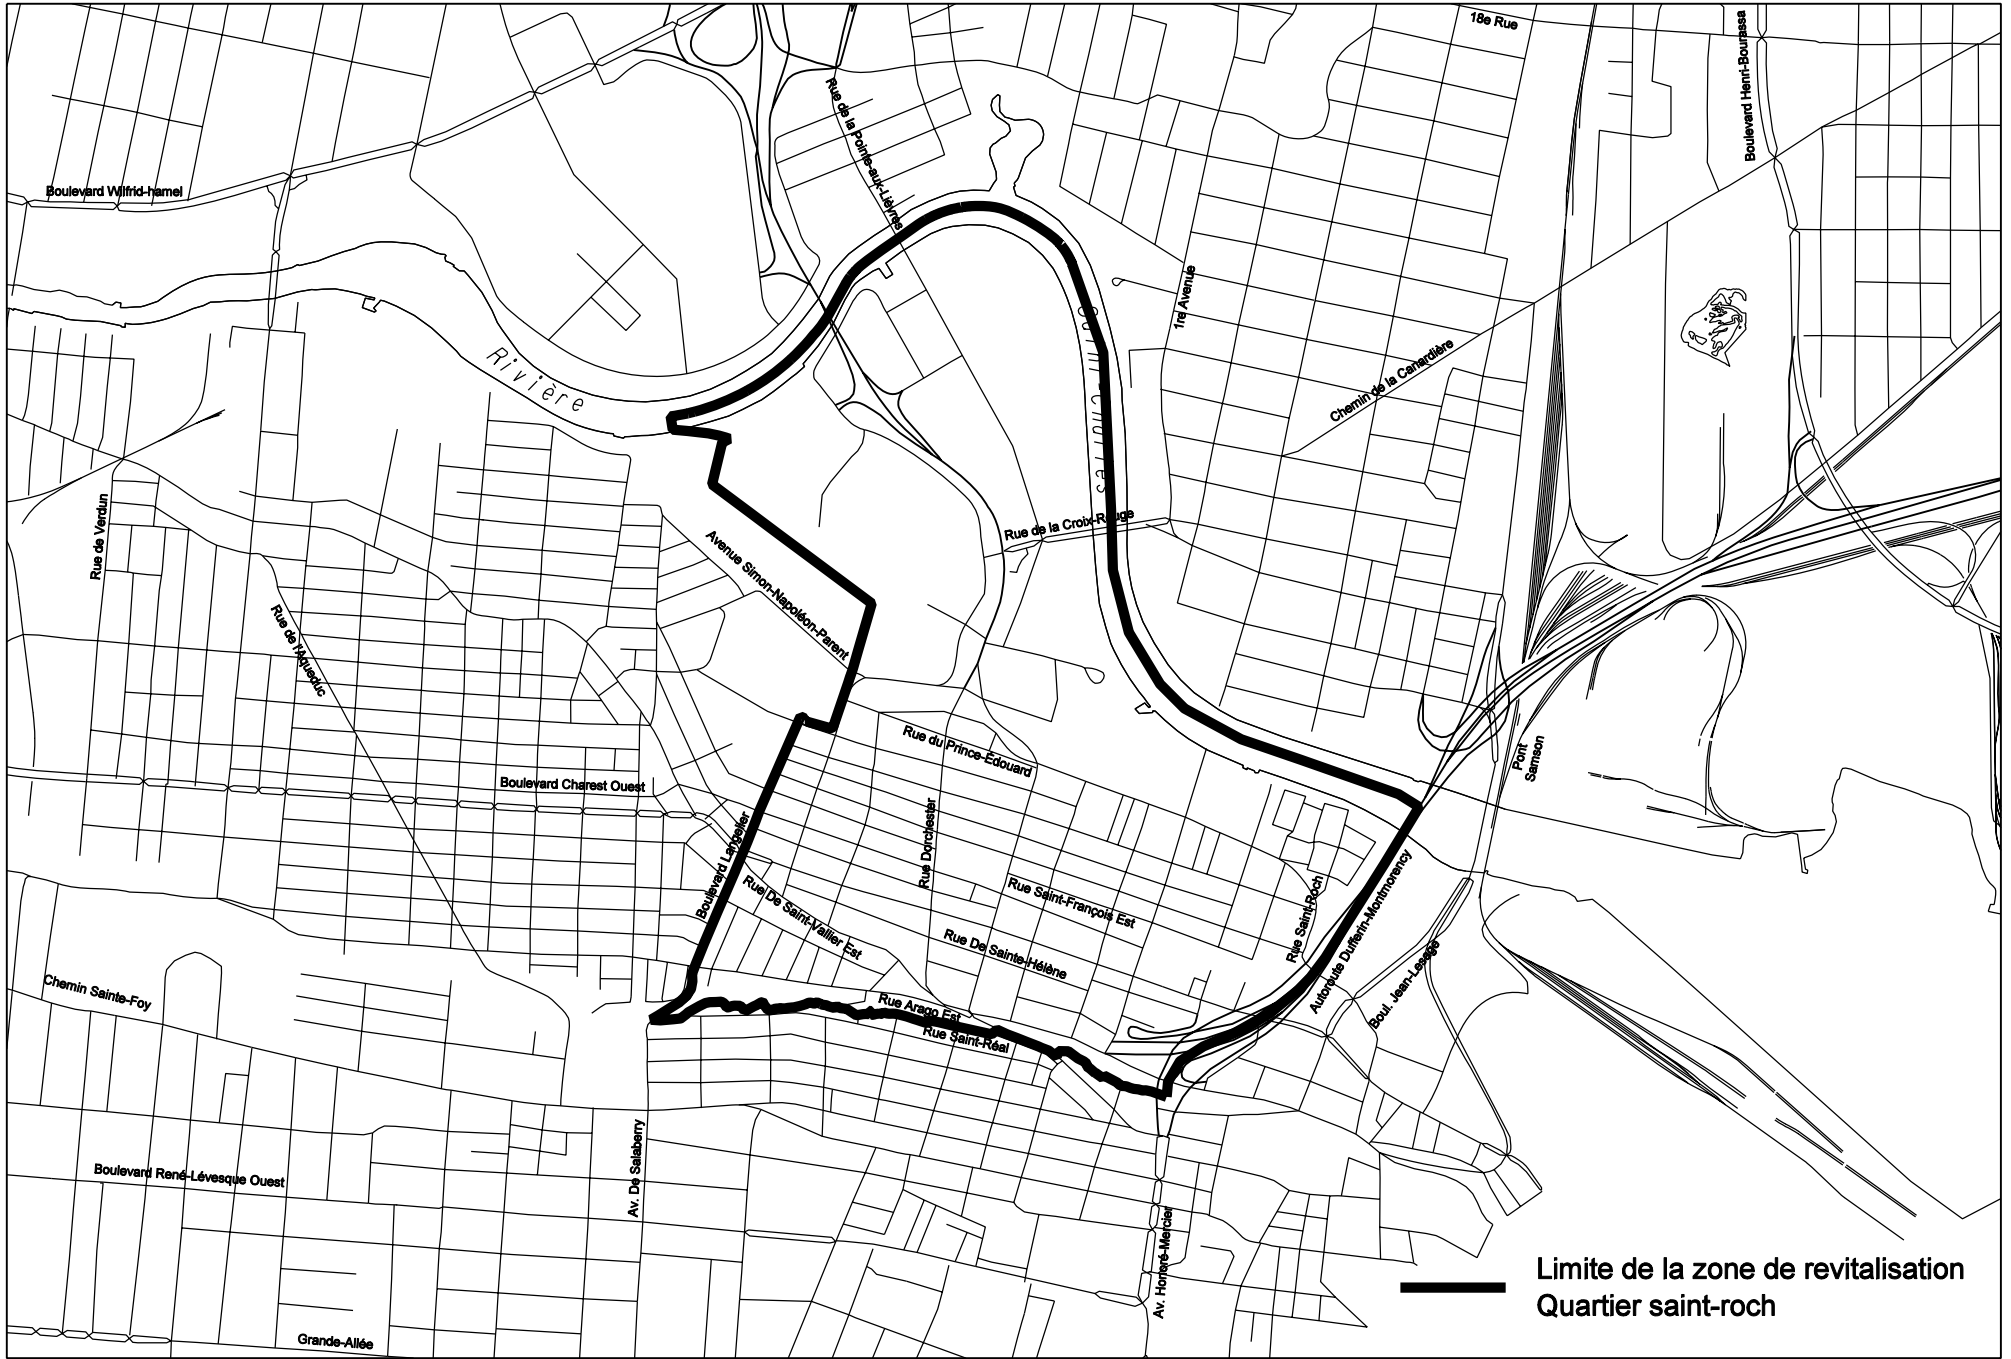 18e Rue
Boulevard Henri-Bourassa
Rue de la Pointe-aux-Lièvres
Boulevard Wilfrid-hamel
1re Avenue
Rivière
Saint-Charles
Chemin de la Canardière
Rue de Verdun
Rue de la Croix-Rouge
Avenue Simon-Napoléon-Parent
Rue de l'Aqueduc
Rue du Prince-Édouard
Pont
Samson
Boulevard Charest Ouest
Boulevard Langelier
Rue Dorchester
Rue De Saint-Vallier Est
Rue Saint-François Est
Rue Saint-Roch
Autoroute Dufferin-Montmorency
Rue De Sainte-Hélène
Boul. Jean-Lesage
Chemin Sainte-Foy
Rue Arago Est
Rue Saint-Réal
Av. De Salaberry
Boulevard René-Lévesque Ouest
Av. Honoré-Mercier
Grande-Allée
Limite de la zone de revitalisation
Quartier saint-roch